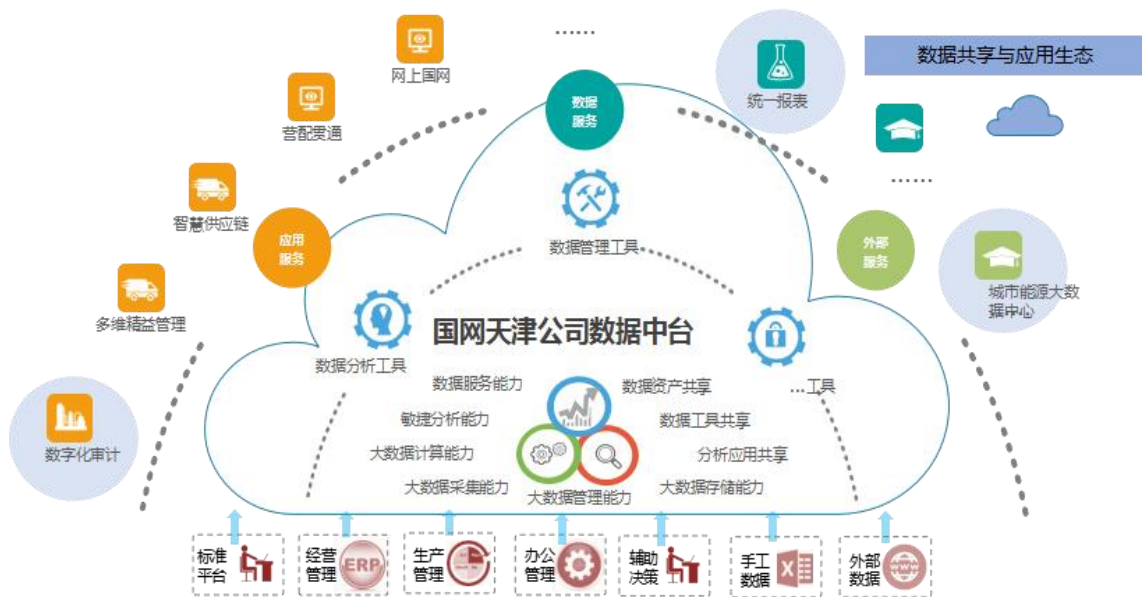 ……
网上国网
营配贯通
智慧供应链
多维精益管理
数字化审计
数据
服务
统一报表
数据共享与应用生态
……
应用
服务
外部
服务
城市能源大数
据中心
数据管理工具
数据分析工具
…工具
国网天津公司数据中台
数据服务能力
数据资产共享
敏捷分析能力
数据工具共享
大数据计算能力
分析应用共享
大数据采集能力
大数据管理能力
大数据存储能力
标准
平台
经营
管理
ERP
生产
管理
办公
管理
辅助
决策
手工
数据
X
外部
数据
www